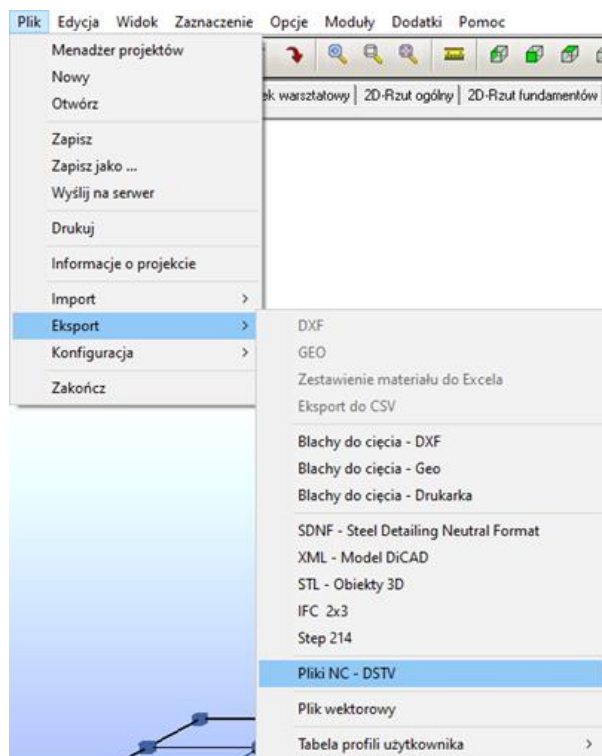 Plik Edycja Widok Zaznaczenie Opcje Moduły Dodatki Pomoc
Menadżer projektów
Nowy
Otwórz
warsztatowy 2D-Rzut ogólny 2D-Rzut fundamentów
Zapisz
Zapisz jako ...
Wyślij na serwer
Drukuj
Informacje o projekcie
Import
Eksport
Konfiguracja
Zakończ
DXF
GEO
Zestawienie materiału do Excela
Eksport do CSV
Blachy do cięcia - DXF
Blachy do cięcia - Geo
Blachy do cięcia - Drukarka
SDNF - Steel Detailing Neutral Format
XML - Model DiCAD
STL - Obiekty 3D
IFC 2x3
Step 214
Pliki NC - DSTV
Plik wektorowy
Tabela profili użytkownika